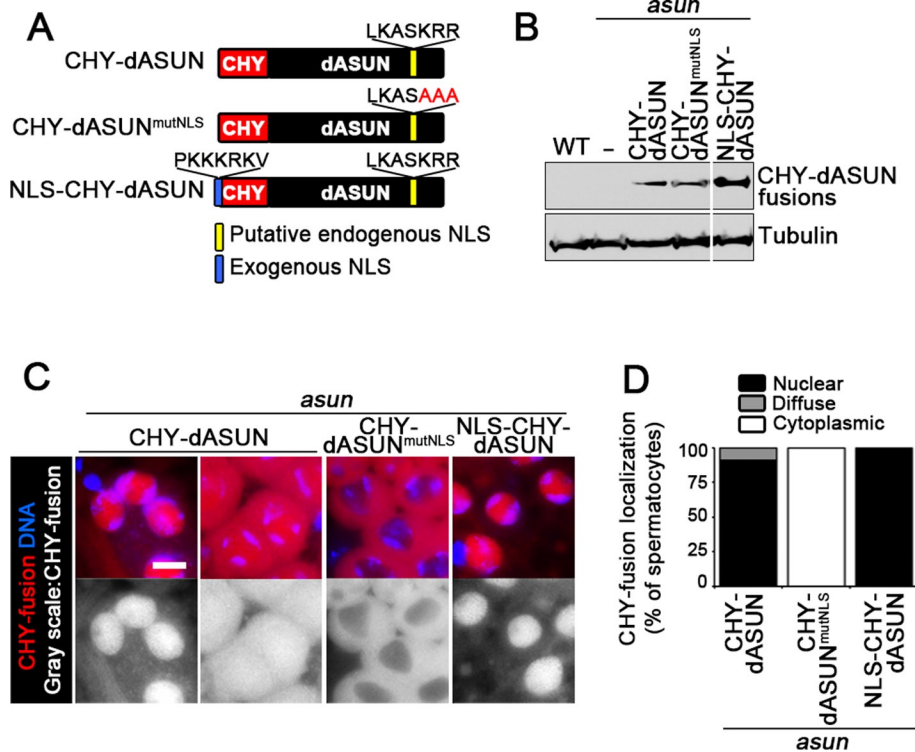 A
LKASKRR
CHY-dASUN
CHY
dASUN
LKASAAA
CHY-dASUNmutNLS
CHY
dASUN
PKKKRKV
LKASKRR
NLS-CHY-dASUN
CHY
dASUN
Putative endogenous NLS
Exogenous NLS
B
asun
WT
–
CHY-
dASUN
CHY-
dASUNmutNLS
NLS-CHY-
dASUN
CHY-dASUN
fusions
Tubulin
C
asun
CHY-dASUN
CHY-
dASUNmutNLS
NLS-CHY-
dASUN
CHY-fusion DNA
Gray scale:CHY-fusion
D
Nuclear
Diffuse
Cytoplasmic
CHY-fusion localization
(% of spermatocytes)
100
75
50
25
0
CHY-
dASUN
CHY-
dASUNmutNLS
NLS-CHY-
dASUN
asun